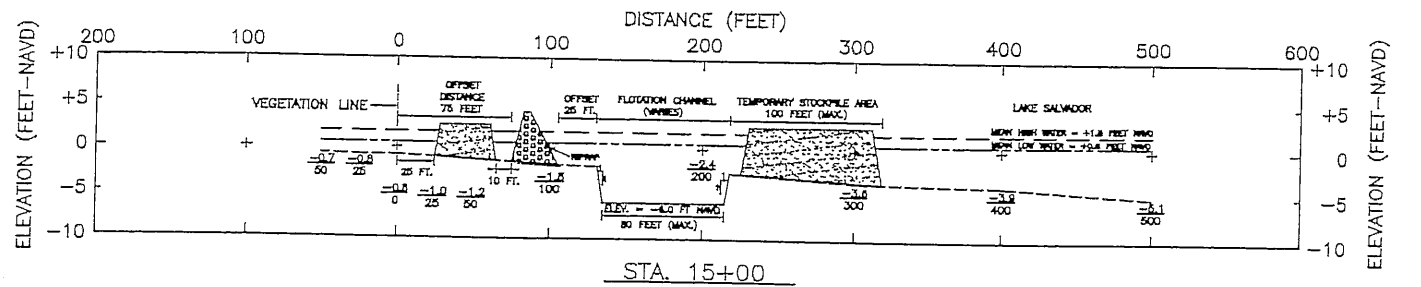 DISTANCE (FEET)
200 100 0 100 200 300 400 500 600
ELEVATION (FEET-NAVD)
+10
+5
0
-5
-10
VEGETATION LINE
OFFSET
DISTANCE
75 FEET
OFFSET
25 FT.
FLOTATION CHANNEL
(VARIES)
TEMPORARY STOCKPILE AREA
100 FEET (MAX.)
LAKE SALVADOR
MEAN HIGH WATER = +1.8 FEET NAVD
MEAN LOW WATER = FEET NAVD
RIPRAP
25 FT.
10 FT.
-0.7
50
-0.8
25
-0.8
0
-1.0
25
-1.2
50
-1.8
100
-2.4
200
-3.6
300
-3.9
400
-5.1
500
ELEV. = FT NAVD
80 FEET (MAX.)
+10
+5
0
-5
-10
ELEVATION (FEET-NAVD)
STA. 15+00